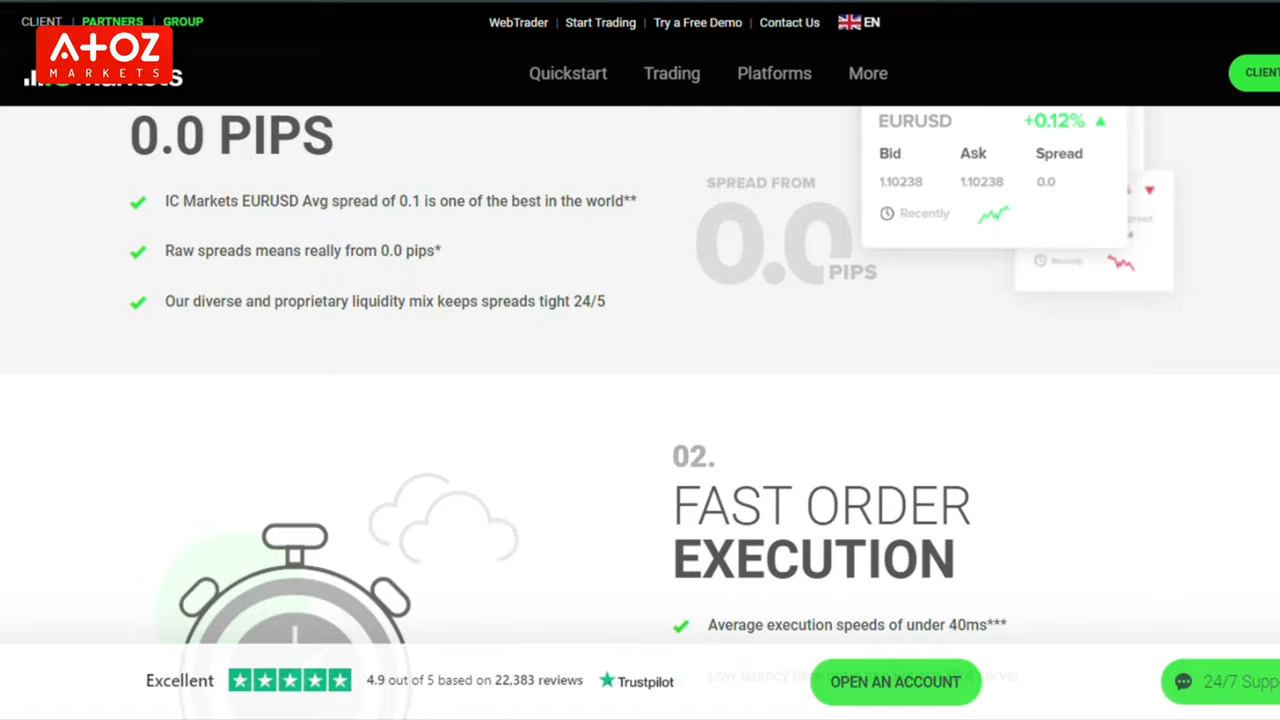 CLIENT | PARTNERS | GROUP
WebTrader | Start Trading | Try a Free Demo | Contact Us EN
A+OZ
MARKETS
Quickstart Trading Platforms More
CLIENT
0.0 PIPS
IC Markets EURUSD Avg spread of 0.1 is one of the best in the world**
Raw spreads means really from 0.0 pips*
Our diverse and proprietary liquidity mix keeps spreads tight 24/5
SPREAD FROM
0.0 PIPS
EURUSD +0.12%
Bid Ask Spread
1.10238 1.10238 0.0
Recently
02.
FAST ORDER
EXECUTION
Average execution speeds of under 40ms***
Excellent 4.9 out of 5 based on 22,383 reviews Trustpilot
OPEN AN ACCOUNT
24/7 Supp